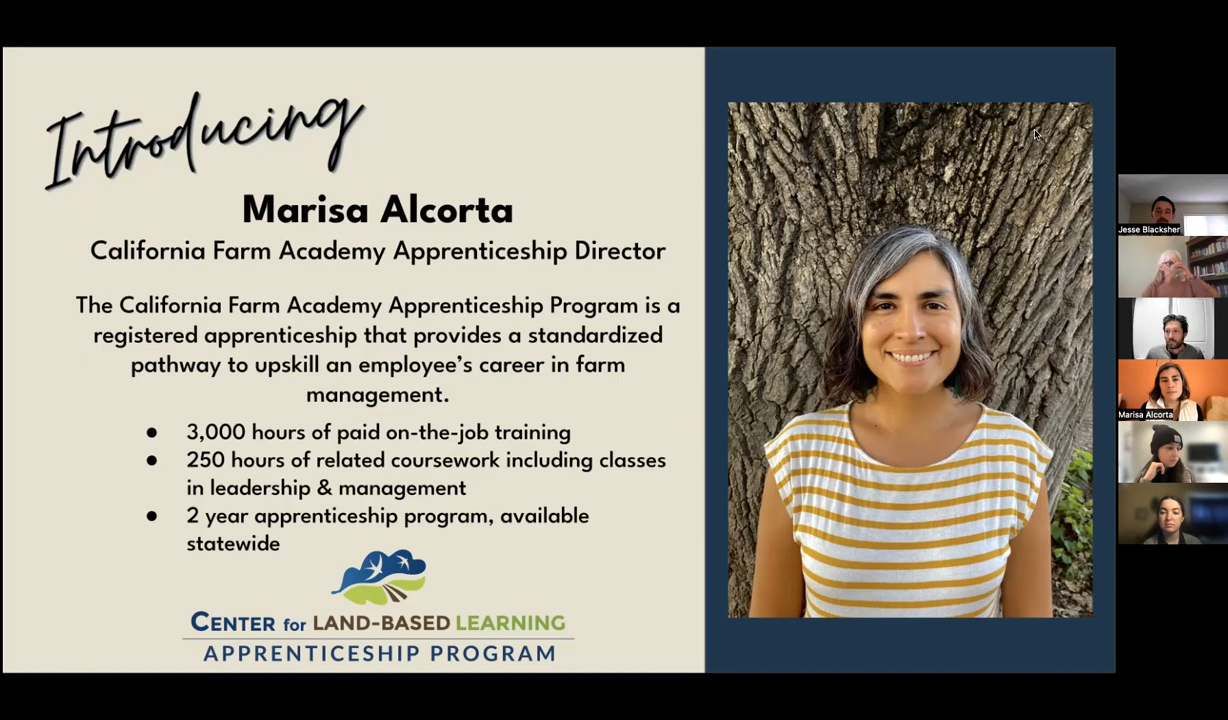 Introducing
Marisa Alcorta
California Farm Academy Apprenticeship Director
The California Farm Academy Apprenticeship Program is a
registered apprenticeship that provides a standardized
pathway to upskill an employee’s career in farm
management.
● 3,000 hours of paid on-the-job training
● 250 hours of related coursework including classes
in leadership & management
● 2 year apprenticeship program, available
statewide
CENTER for LAND-BASED LEARNING
APPRENTICESHIP PROGRAM
Jesse Blacksher
Marisa Alcorta